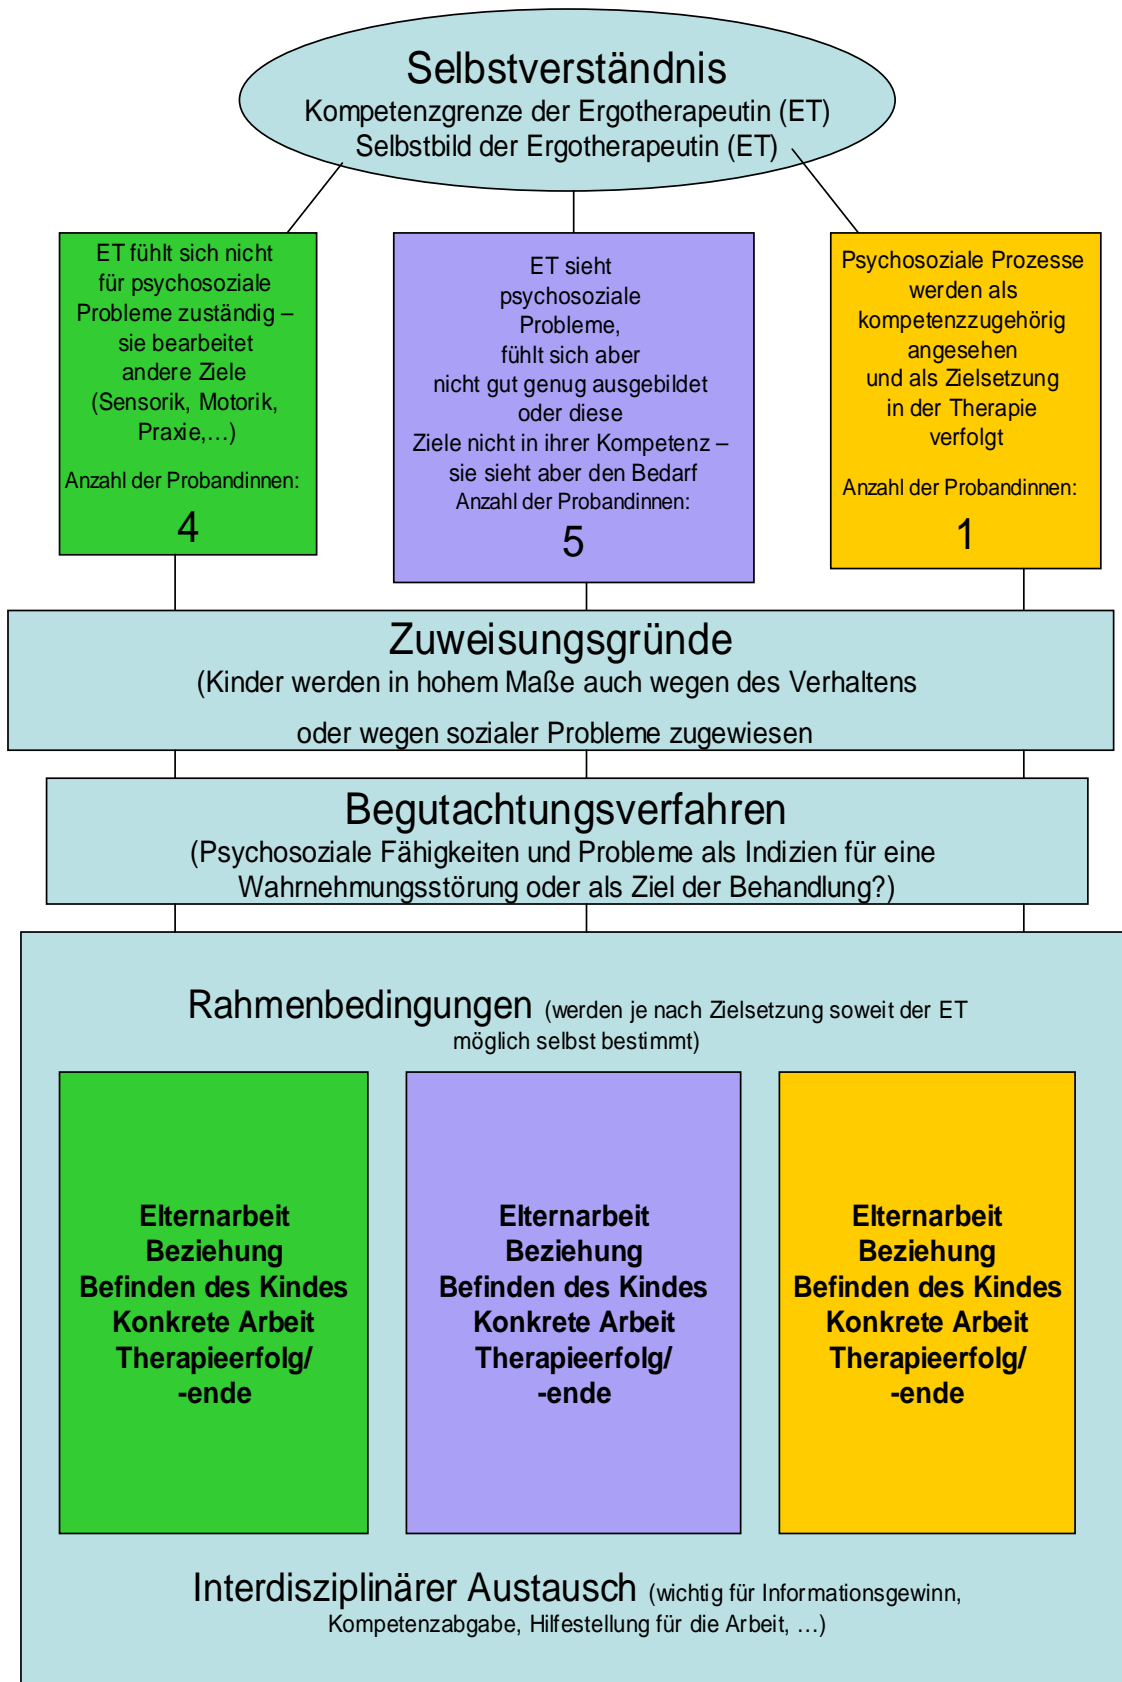 Selbstverständnis
Kompetenzgrenze der Ergotherapeutin (ET)
Selbstbild der Ergotherapeutin (ET)
ET fühlt sich nicht
für psychosoziale
Probleme zuständig –
sie bearbeitet
andere Ziele
(Sensorik, Motorik,
Praxie,…)
Anzahl der Probandinnen:
4
ET sieht
psychosoziale
Probleme,
fühlt sich aber
nicht gut genug ausgebildet
oder diese
Ziele nicht in ihrer Kompetenz –
sie sieht aber den Bedarf
Anzahl der Probandinnen:
5
Psychosoziale Prozesse
werden als
kompetenzzugehörig
angesehen
und als Zielsetzung
in der Therapie
verfolgt
Anzahl der Probandinnen:
1
Zuweisungsgründe
(Kinder werden in hohem Maße auch wegen des Verhaltens
oder wegen sozialer Probleme zugewiesen
Begutachtungsverfahren
(Psychosoziale Fähigkeiten und Probleme als Indizien für eine
Wahrnehmungsstörung oder als Ziel der Behandlung?)
Rahmenbedingungen (werden je nach Zielsetzung soweit der ET
möglich selbst bestimmt)
Elternarbeit
Beziehung
Befinden des Kindes
Konkrete Arbeit
Therapieerfolg/
-ende
Elternarbeit
Beziehung
Befinden des Kindes
Konkrete Arbeit
Therapieerfolg/
-ende
Elternarbeit
Beziehung
Befinden des Kindes
Konkrete Arbeit
Therapieerfolg/
-ende
Interdisziplinärer Austausch (wichtig für Informationsgewinn,
Kompetenzabgabe, Hilfestellung für die Arbeit, …)